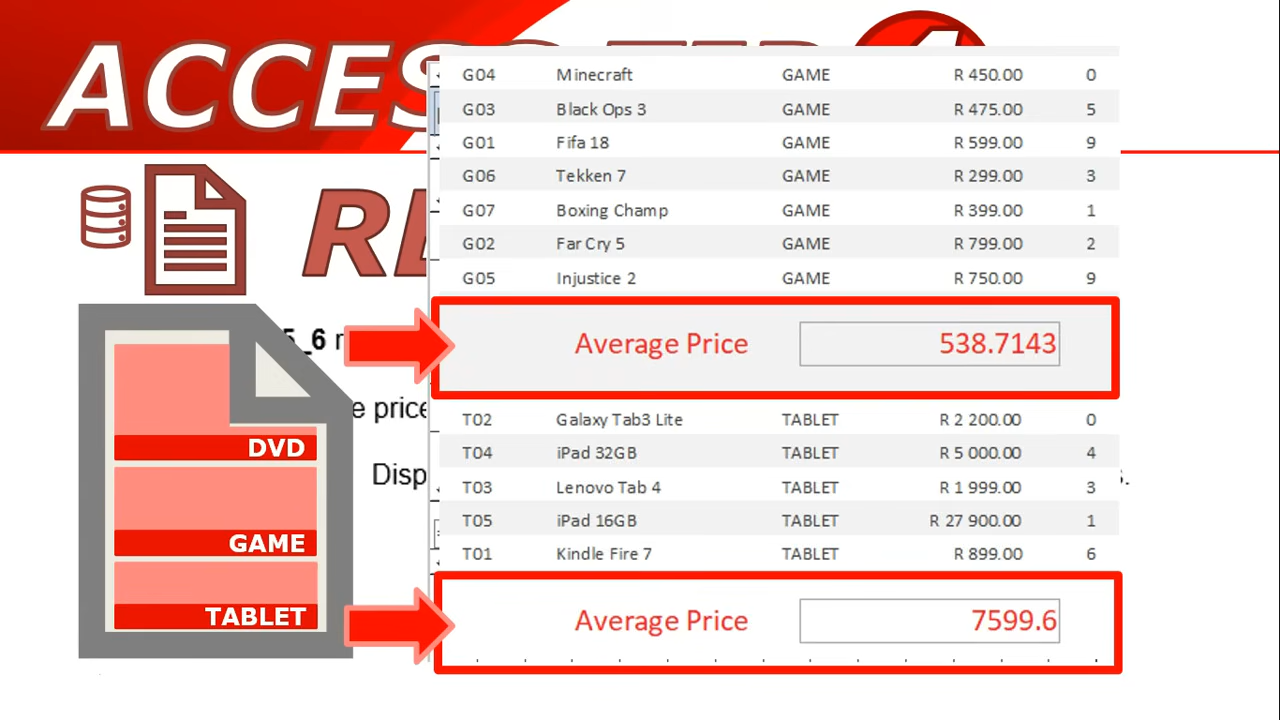 ACCES
G04 Minecraft GAME R 450.00 0
G03 Black Ops 3 GAME R 475.00 5
G01 Fifa 18 GAME R 599.00 9
G06 Tekken 7 GAME R 299.00 3
G07 Boxing Champ GAME R 399.00 1
G02 Far Cry 5 GAME R 799.00 2
G05 Injustice 2 GAME R 750.00 9
RE
5_6 r
Average Price 538.7143
e price
T02 Galaxy Tab3 Lite TABLET R 2 200.00 0
DVD
T04 iPad 32GB TABLET R 5 000.00 4
Disp
T03 Lenovo Tab 4 TABLET R 1 999.00 3
T05 iPad 16GB TABLET R 27 900.00 1
GAME
T01 Kindle Fire 7 TABLET R 899.00 6
TABLET
Average Price 7599.6